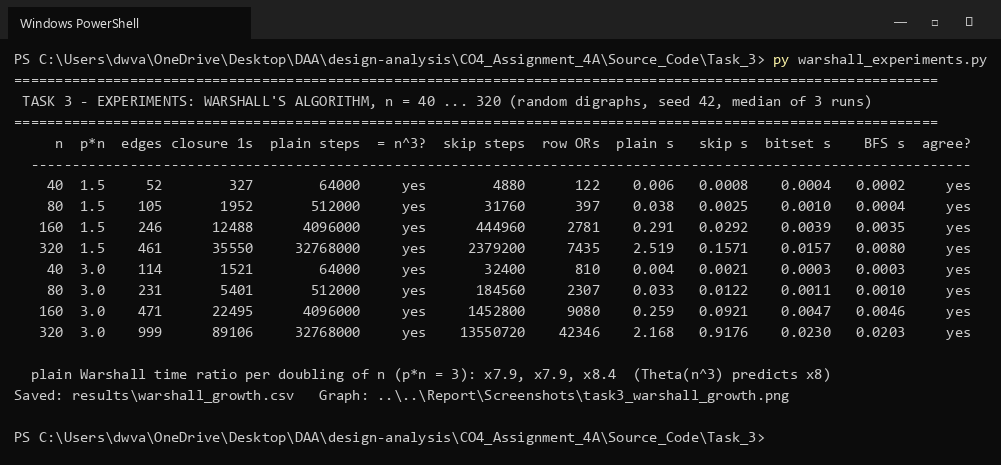 Windows PowerShell
PS C:\Users\dwva\OneDrive\Desktop\DAA\design-analysis\CO4_Assignment_4A\Source_Code\Task_3> py warshall_experiments.py
==============================================================================================================
TASK 3 - EXPERIMENTS: WARSHALL'S ALGORITHM, n = 40 ... 320 (random digraphs, seed 42, median of 3 runs)
==============================================================================================================
n p*n edges closure 1s plain steps = n^3? skip steps row ORs plain s skip s bitset s BFS s agree?
----------------------------------------------------------------------------------------------------------------
40 1.5 52 327 64000 yes 4880 122 0.006 0.0008 0.0004 0.0002 yes
80 1.5 105 1952 512000 yes 31760 397 0.038 0.0025 0.0010 0.0004 yes
160 1.5 246 12488 4096000 yes 444960 2781 0.291 0.0292 0.0039 0.0035 yes
320 1.5 461 35550 32768000 yes 2379200 7435 2.519 0.1571 0.0157 0.0080 yes
40 3.0 114 1521 64000 yes 32400 810 0.004 0.0021 0.0003 0.0003 yes
80 3.0 231 5401 512000 yes 184560 2307 0.033 0.0122 0.0011 0.0010 yes
160 3.0 471 22495 4096000 yes 1452800 9080 0.259 0.0921 0.0047 0.0046 yes
320 3.0 999 89106 32768000 yes 13550720 42346 2.168 0.9176 0.0230 0.0203 yes
plain Warshall time ratio per doubling of n (p*n = 3): x7.9, x7.9, x8.4 (Theta(n^3) predicts x8)
Saved: results\warshall_growth.csv Graph: ..\..\Report\Screenshots\task3_warshall_growth.png
PS C:\Users\dwva\OneDrive\Desktop\DAA\design-analysis\CO4_Assignment_4A\Source_Code\Task_3>